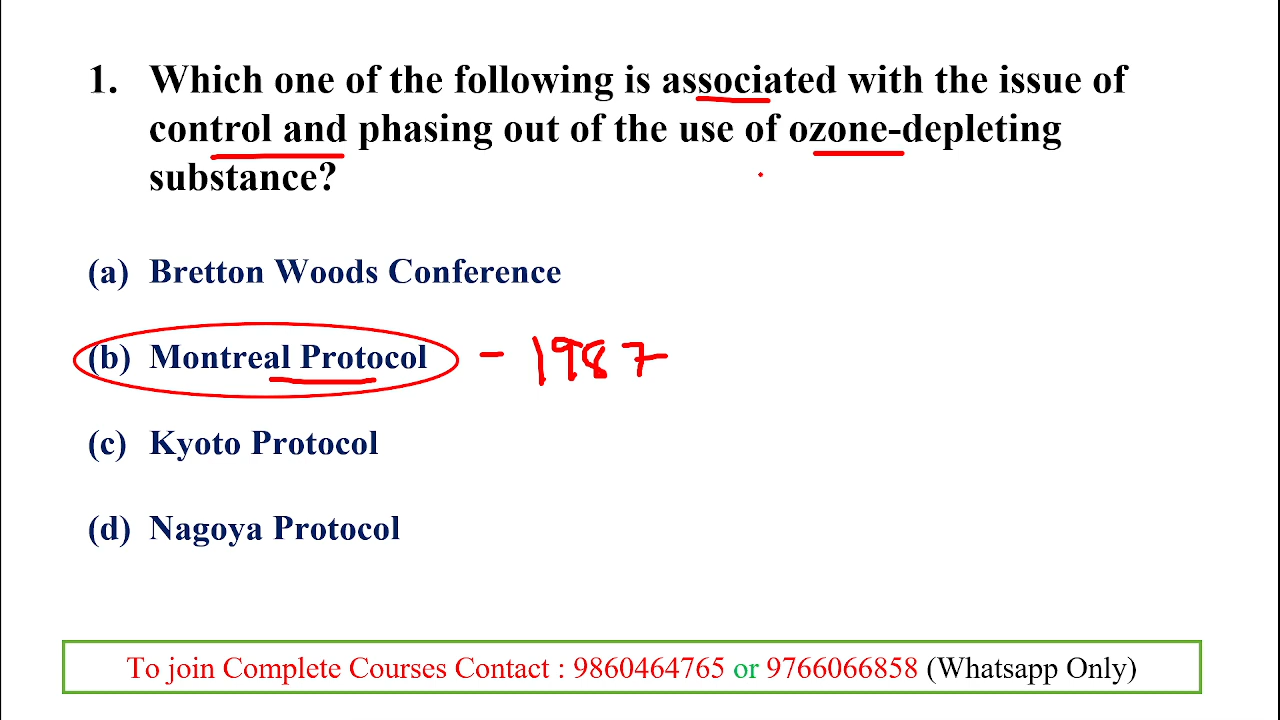 1. Which one of the following is associated with the issue of
control and phasing out of the use of ozone-depleting
substance?
(a) Bretton Woods Conference
(b) Montreal Protocol - 1987
(c) Kyoto Protocol
(d) Nagoya Protocol
To join Complete Courses Contact : 9860464765 or 9766066858 (Whatsapp Only)